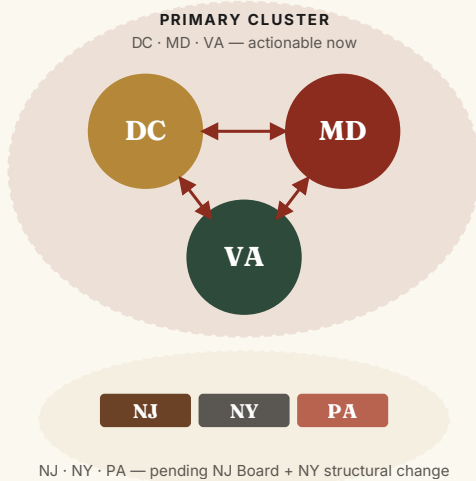 PRIMARY CLUSTER
DC · MD · VA — actionable now
DC MD
VA
NJ NY PA
NJ · NY · PA — pending NJ Board + NY structural change